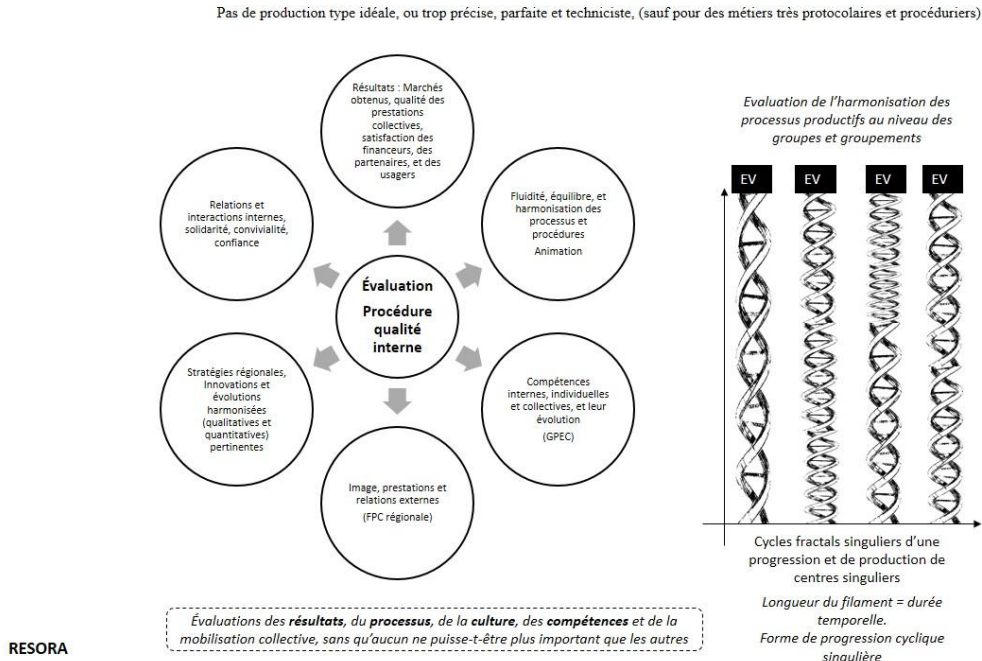 Pas de production type idéale, ou trop précise, parfaite et techniciste, (sauf pour des métiers très protocolaires et procéduriers)
Résultats : Marchés
obtenus, qualité des
prestations
collectives,
satisfaction des
financeurs, des
partenaires, et des
usagers
Relations et
interactions internes,
solidarité, convivialité,
confiance
Fluidité, équilibre, et
harmonisation des
processus et
procédures
Animation
Évaluation
Procédure
qualité
interne
Stratégies régionales,
Innovations et
évolutions
harmonisées
(qualitatives et
quantitatives)
pertinentes
Compétences
internes, individuelles
et collectives, et leur
évolution
(GPEC)
Image, prestations et
relations externes
(FPC régionale)
Evaluation de l’harmonisation des
processus productifs au niveau des
groupes et groupements
EV
EV
EV
EV
Cycles fractals singuliers d’une
progression et de production de
centres singuliers
Longueur du filament = durée
temporelle.
Forme de progression cyclique
singulière
Évaluations des résultats, du processus, de la culture, des compétences et de la
mobilisation collective, sans qu’aucun ne puisse-t-être plus important que les autres
RESORA